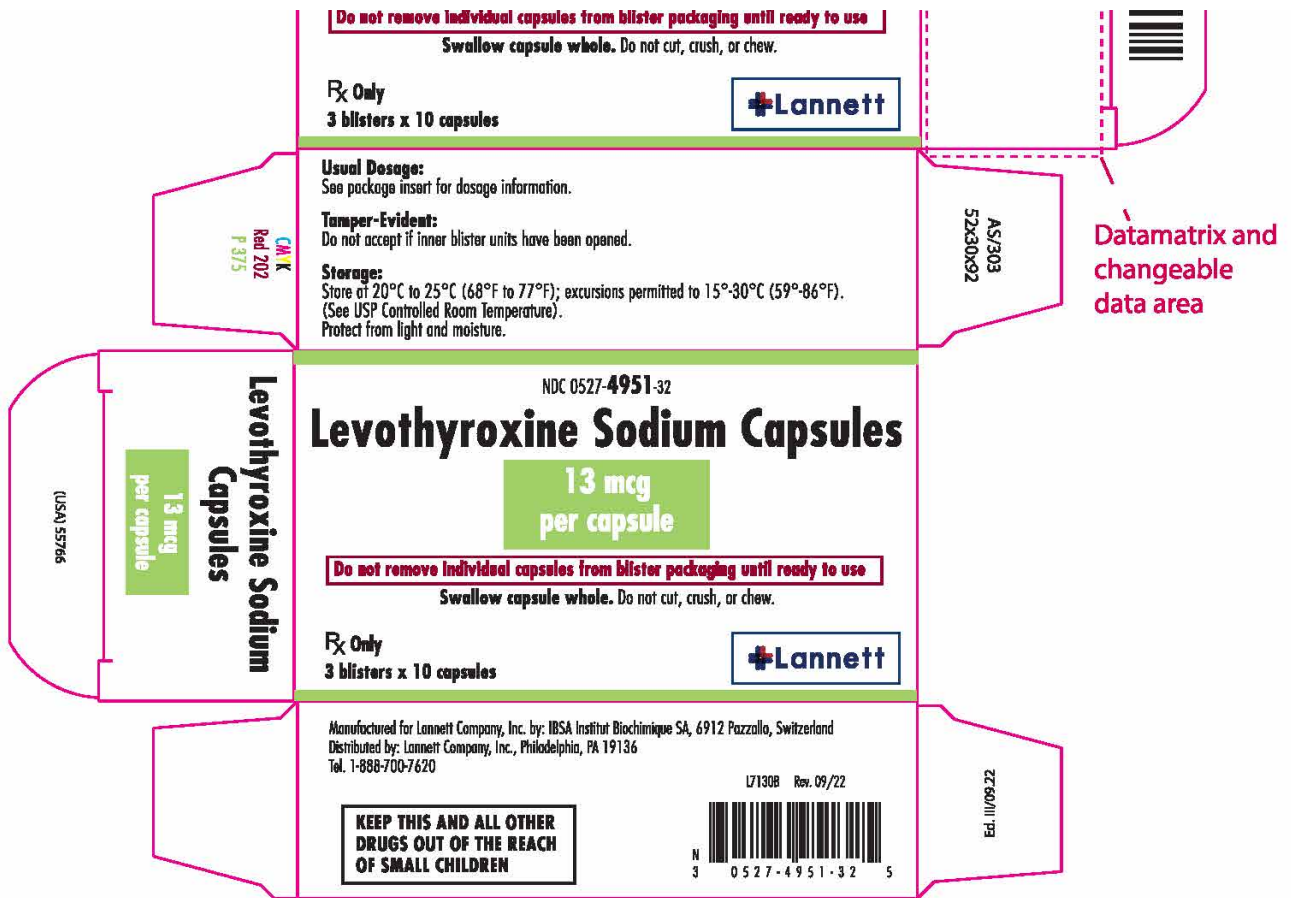 Do not remove individual capsules from blister packaging until ready to use
Swallow capsule whole. Do not cut, crush, or chew.
Rx Only
3 blisters x 10 capsules
Lannett
Usual Dosage:
See package insert for dosage information.
Tamper-Evident:
Do not accept if inner blister units have been opened.
Storage:
Store at 20°C to 25°C (68°F to 77°F); excursions permitted to 15°-30°C (59°-86°F).
(See USP Controlled Room Temperature).
Protect from light and moisture.
CMYK
Red 202
P 375
AS/303
52x30x92
Datamatrix and
changeable
data area
NDC 0527-4951-32
Levothyroxine Sodium Capsules
13 mcg
per capsule
Do not remove individual capsules from blister packaging until ready to use
Swallow capsule whole. Do not cut, crush, or chew.
Rx Only
3 blisters x 10 capsules
Lannett
Levothyroxine Sodium
Capsules
13 mcg
per capsule
(USA) 55766
Manufactured for Lannett Company, Inc. by: IBSA Institut Biochimique SA, 6912 Pazzallo, Switzerland
Distributed by: Lannett Company, Inc., Philadelphia, PA 19136
Tel. 1-888-700-7620
L7130B Rev. 09/22
KEEP THIS AND ALL OTHER
DRUGS OUT OF THE REACH
OF SMALL CHILDREN
N
3 0527-4951-32 5
Ed. III/09.22